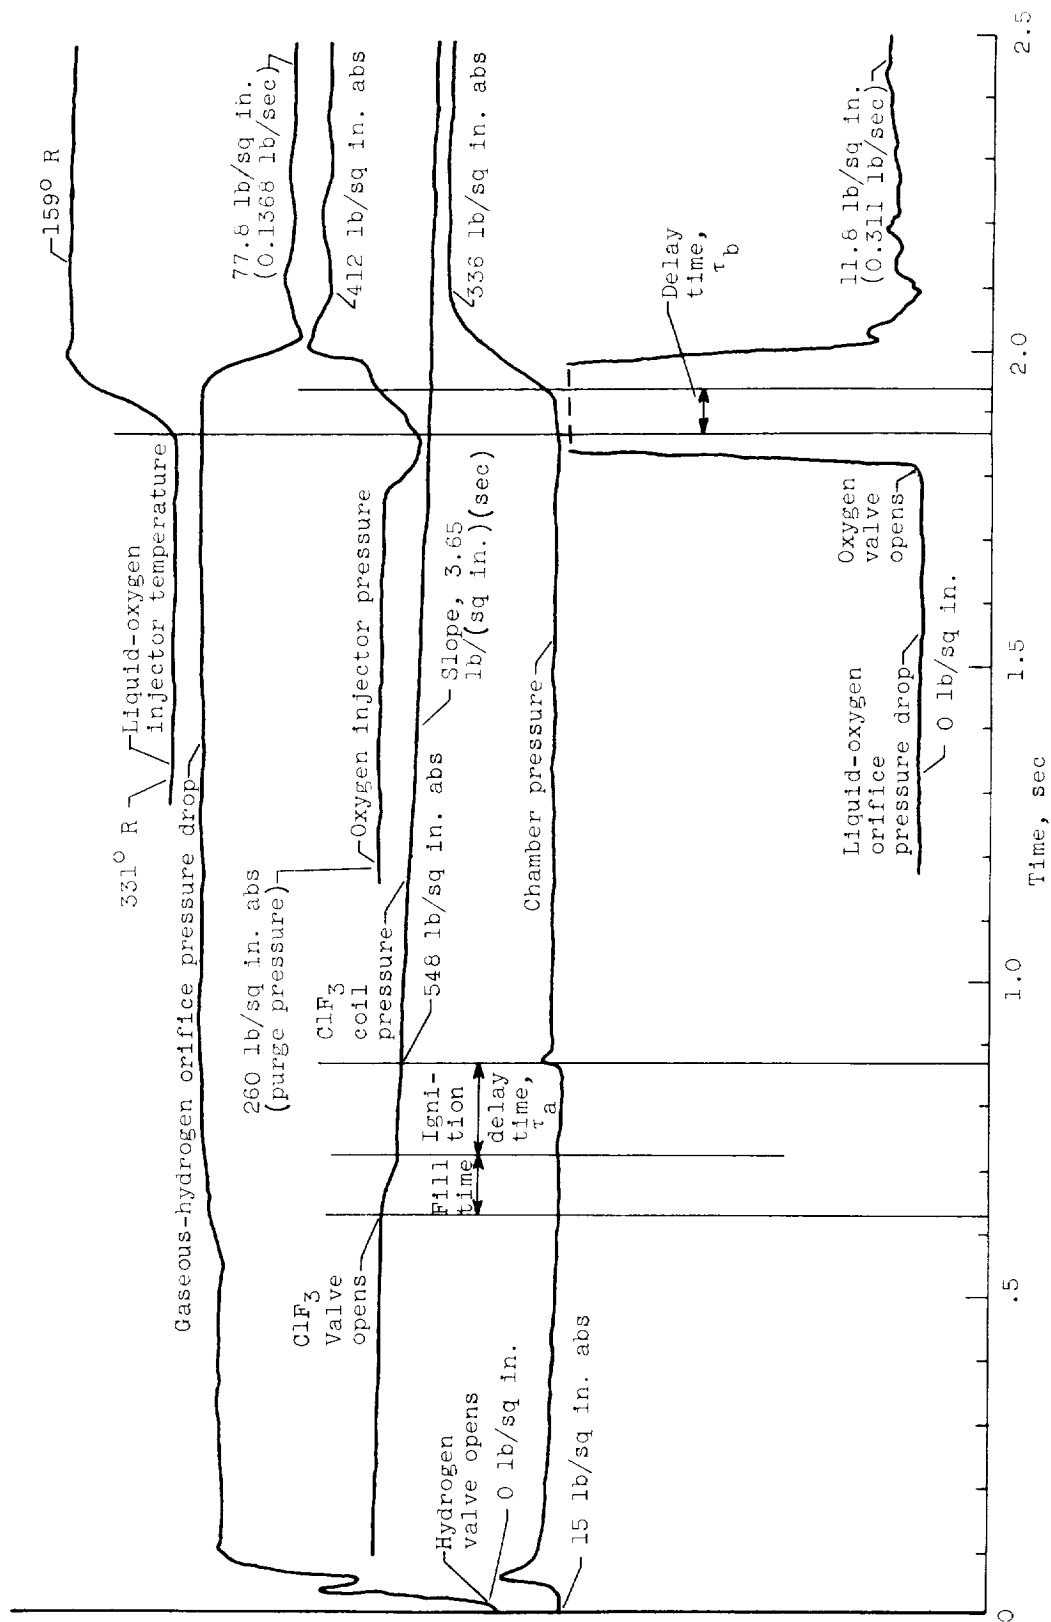 159° R
331° R
Liquid-oxygen
injector temperature
Gaseous-hydrogen orifice pressure drop
77.8 lb/sq in.
(0.1368 lb/sec)
412 lb/sq in. abs
260 lb/sq in. abs
(purge pressure)
Oxygen injector pressure
ClF3
Valve
opens
ClF3
coil
pressure
548 lb/sq in. abs
Slope, 3.65
lb/(sq in.)(sec)
336 lb/sq in. abs
Hydrogen
valve opens
0 lb/sq in.
Fill
time
Igni-
tion
delay
time,
τa
Chamber pressure
15 lb/sq in. abs
Delay
time,
τb
Liquid-oxygen
orifice
pressure drop
0 lb/sq in.
Oxygen
valve
opens
11.8 lb/sq in.
(0.311 lb/sec)
0
.5
1.0
1.5
2.0
2.5
Time, sec